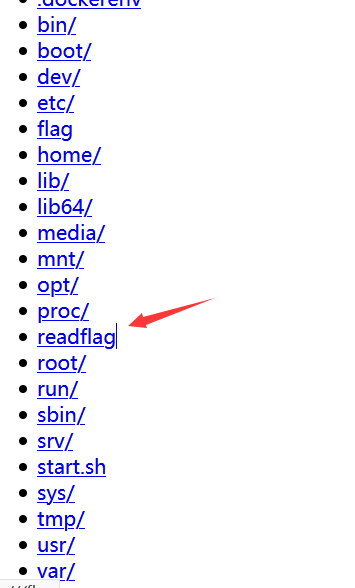 .dockerenv
bin/
boot/
dev/
etc/
flag
home/
lib/
lib64/
media/
mnt/
opt/
proc/
readflag
root/
run/
sbin/
srv/
start.sh
sys/
tmp/
usr/
var/